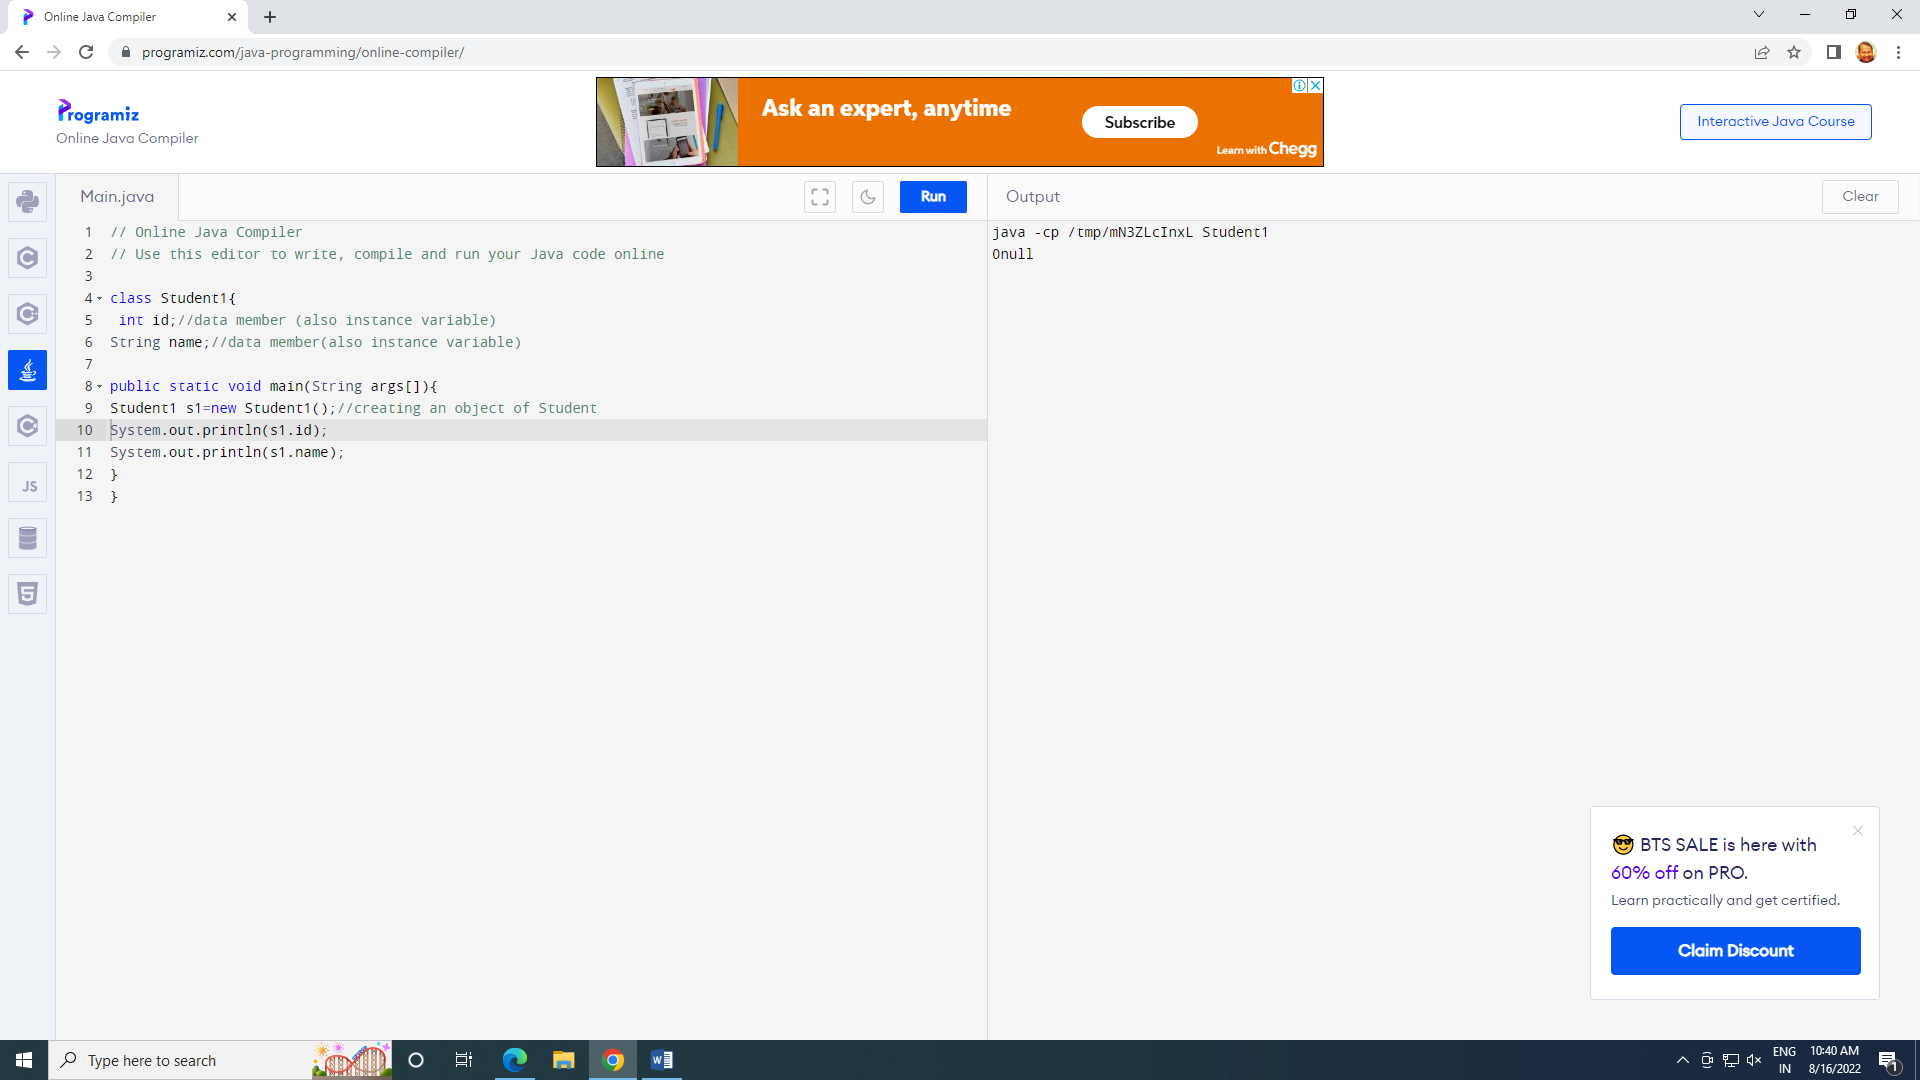 Online Java Compiler
programiz.com/java-programming/online-compiler/
Programiz
Online Java Compiler
Ask an expert, anytime
Subscribe
Learn with Chegg
Interactive Java Course
Main.java
Run
Output
Clear
1 // Online Java Compiler
2 // Use this editor to write, compile and run your Java code online
3
4 class Student1{
5 int id;//data member (also instance variable)
6 String name;//data member(also instance variable)
7
8 public static void main(String args[]){
9 Student1 s1=new Student1();//creating an object of Student
10 System.out.println(s1.id);
11 System.out.println(s1.name);
12 }
13 }
java -cp /tmp/mN3ZLcInxL Student1
0null
JS
😎 BTS SALE is here with
60% off on PRO.
Learn practically and get certified.
Claim Discount
Type here to search
ENG
IN
10:40 AM
8/16/2022
1